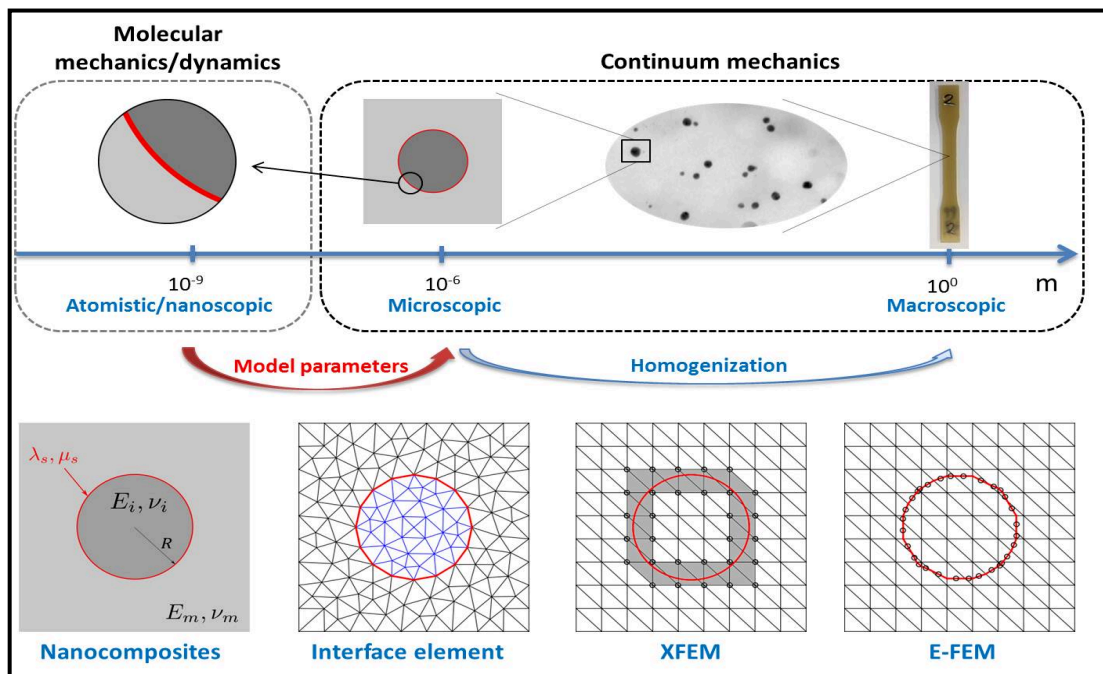 Molecular
mechanics/dynamics
Continuum mechanics
2
2
10⁻⁹
10⁻⁶
10⁰
m
Atomistic/nanoscopic
Microscopic
Macroscopic
Model parameters
Homogenization
λₛ, μₛ
Eᵢ, νᵢ
R
Eₘ, νₘ
Nanocomposites
Interface element
XFEM
E-FEM